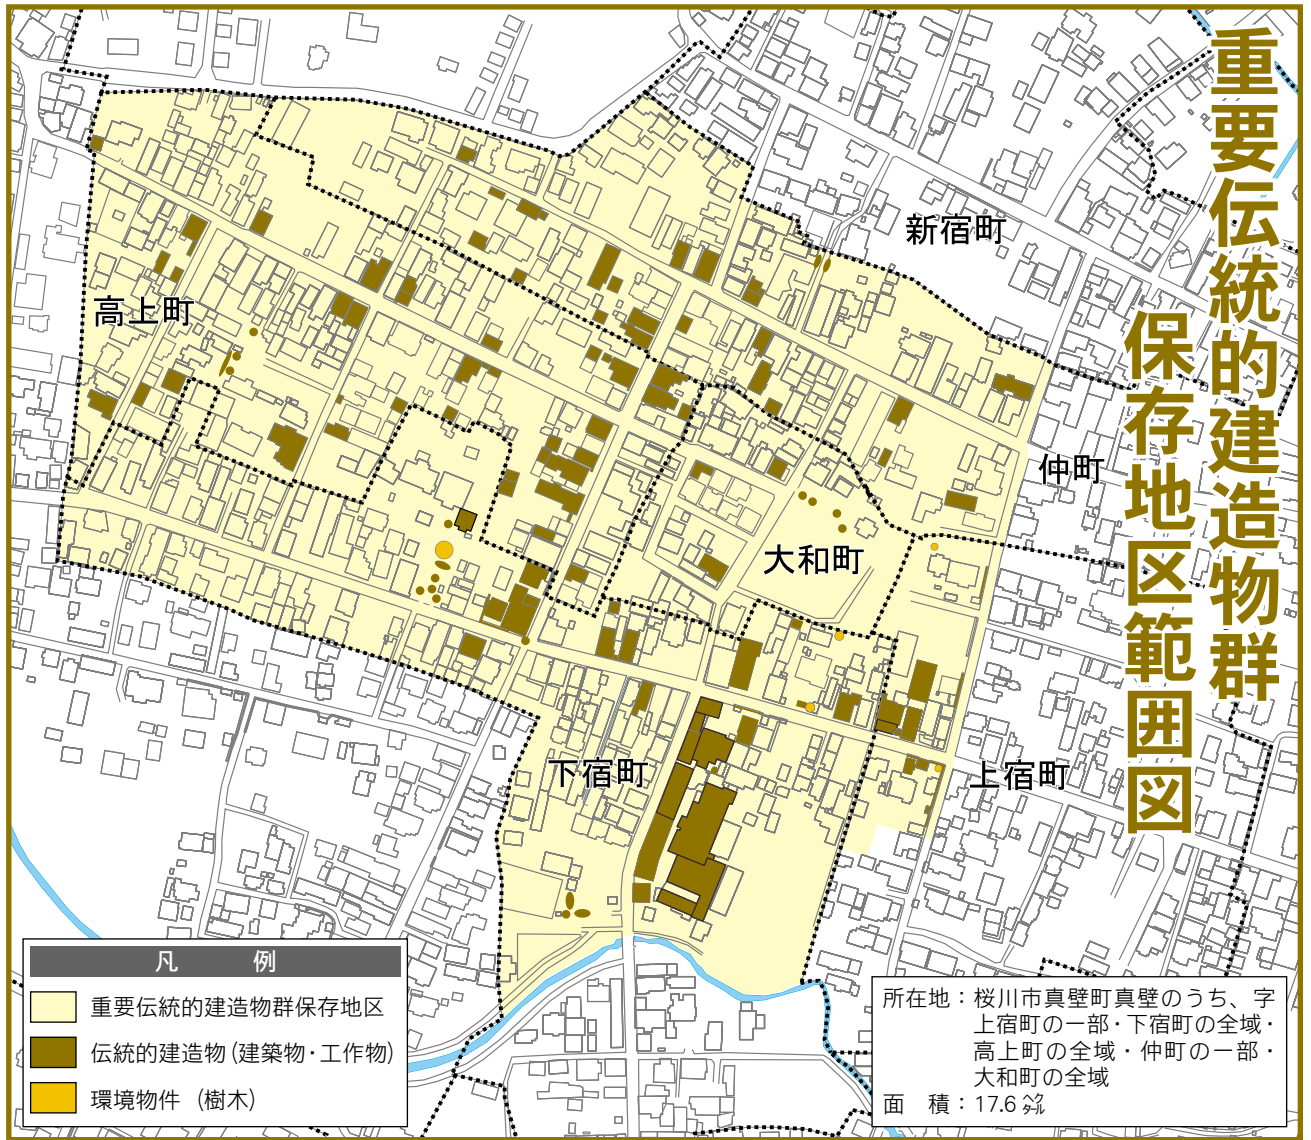 重要伝統的建造物群
保存地区範囲図
新宿町
高上町
仲町
大和町
下宿町
上宿町
凡 例
重要伝統的建造物群保存地区
伝統的建造物(建築物・工作物)
環境物件 (樹木)
所在地：桜川市真壁町真壁のうち、字
上宿町の一部・下宿町の全域・
高上町の全域・仲町の一部・
大和町の全域
面 積：17.6㌶